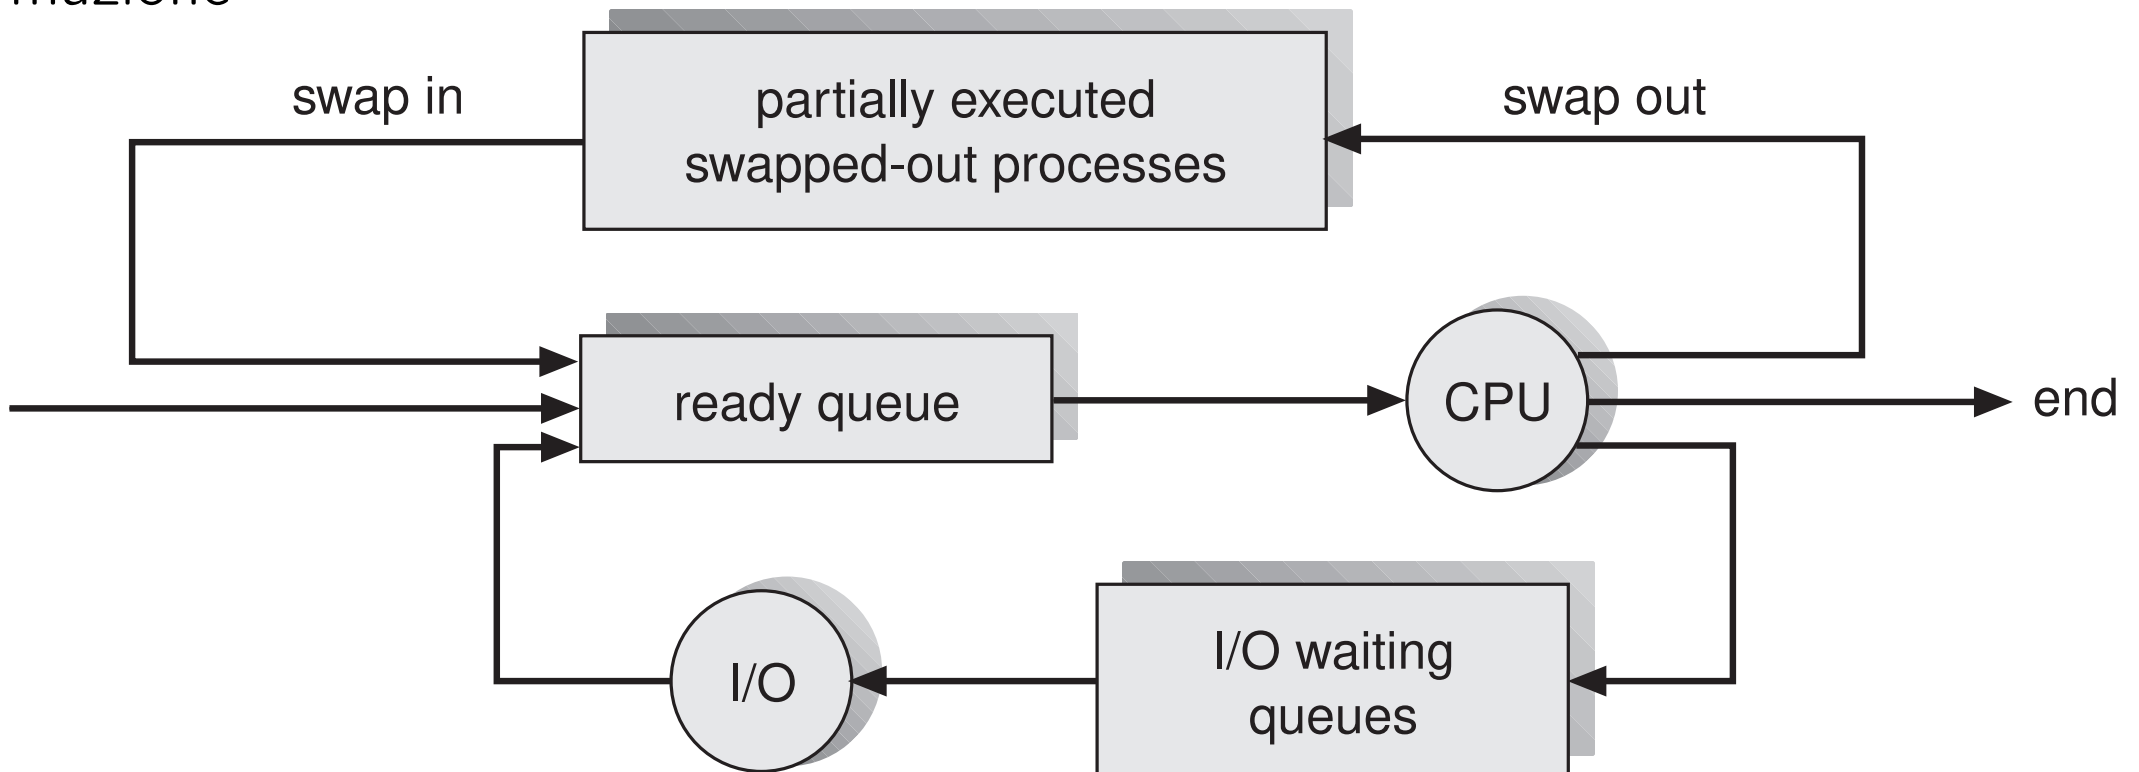 swap in
partially executed
swapped-out processes
swap out
ready queue
CPU
end
I/O
I/O waiting
queues